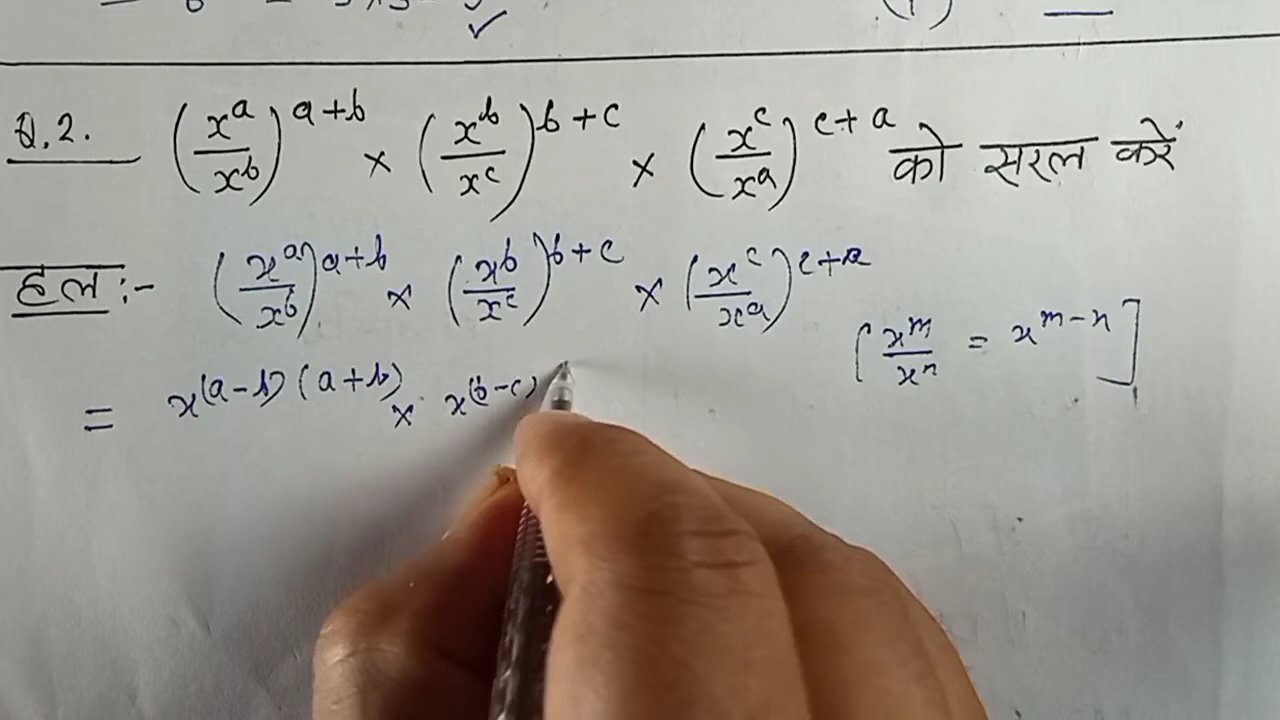 Q.2. (x^a/x^b)^a+b × (x^b/x^c)^b+c × (x^c/x^a)^c+a को सरल करें
हल :- (x^a/x^b)^a+b × (x^b/x^c)^b+c × (x^c/x^a)^c+a
[x^m/x^n = x^m-n]
= x^(a-b)(a+b) × x^(b-c)